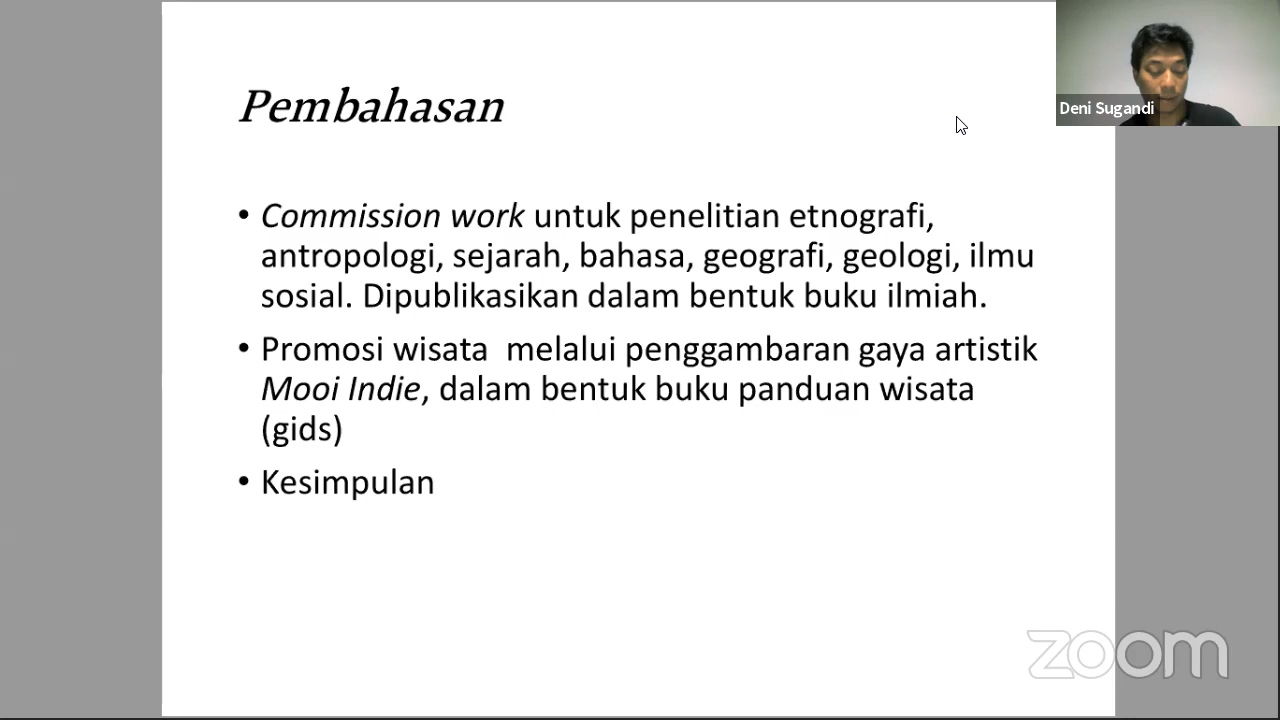 Pembahasan
Deni Sugandi
• Commission work untuk penelitian etnografi,
antropologi, sejarah, bahasa, geografi, geologi, ilmu
sosial. Dipublikasikan dalam bentuk buku ilmiah.
• Promosi wisata  melalui penggambaran gaya artistik
Mooi Indie, dalam bentuk buku panduan wisata
(gids)
• Kesimpulan
zoom